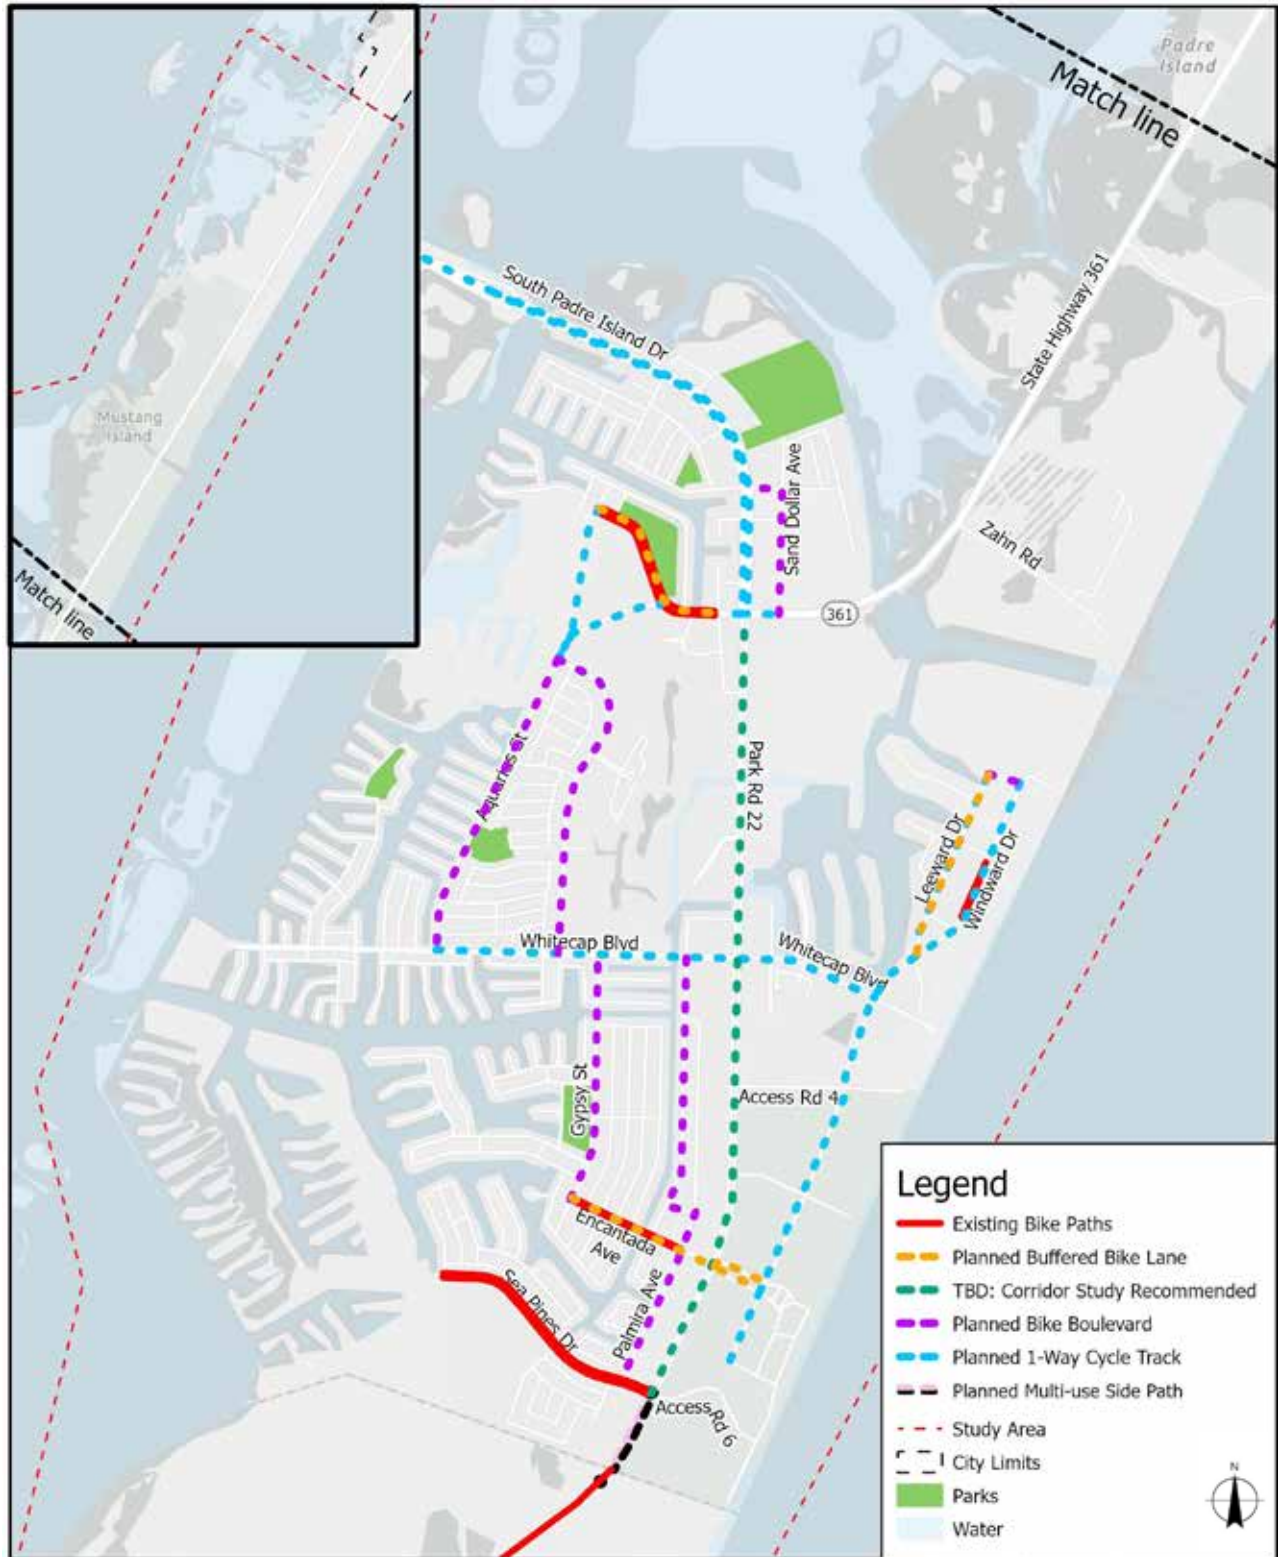 Padre
Island
Match line
South Padre Island Dr
State Highway 361
Mustang
Island
Sand Dollar Ave
Zahn Rd
Match line
361
Aquarius St
Park Rd 22
Leeward Dr
Windward Dr
Whitecap Blvd
Whitecap Blvd
Gypsy St
Access Rd 4
Encantada
Ave
Sea Pines Dr
Palmira Ave
Access Rd 6
Legend
Existing Bike Paths
Planned Buffered Bike Lane
TBD: Corridor Study Recommended
Planned Bike Boulevard
Planned 1-Way Cycle Track
Planned Multi-use Side Path
Study Area
City Limits
Parks
Water
N